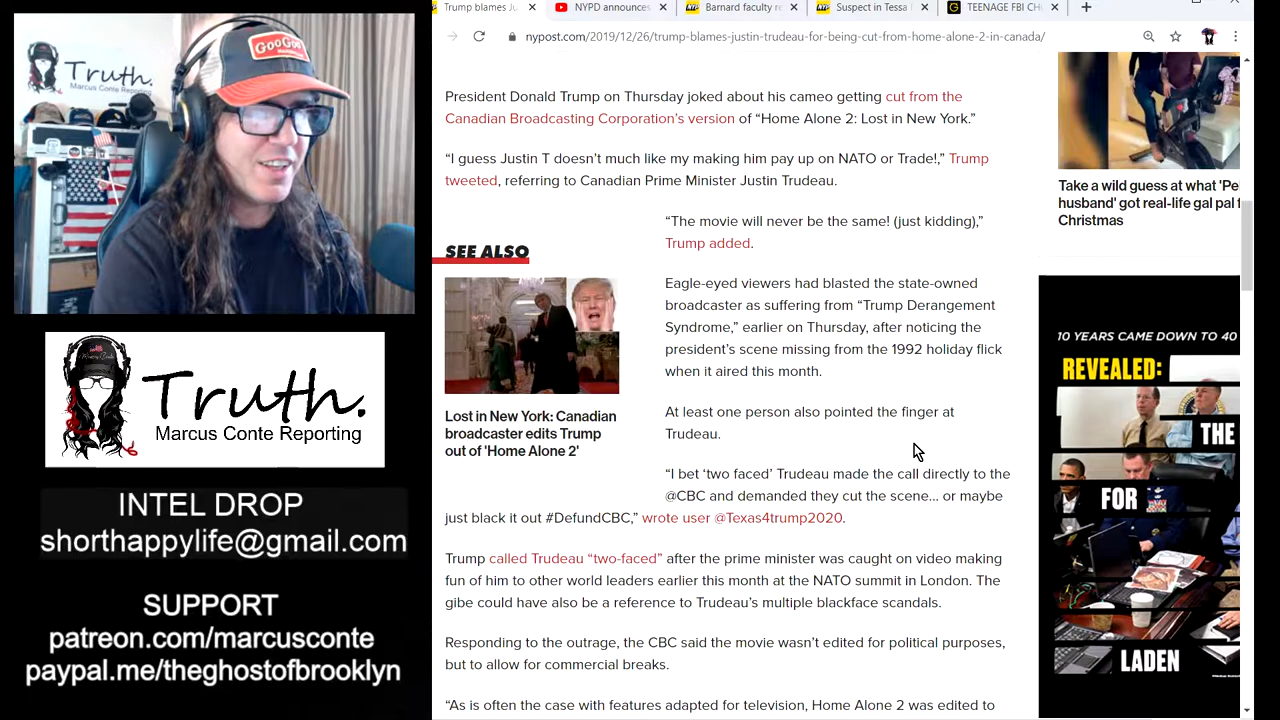 GOOGOO
Truth.
Marcus Conte Reporting
Truth.
Marcus Conte Reporting
INTEL DROP
shorthappylife@gmail.com
SUPPORT
patreon.com/marcusconte
paypal.me/theghostofbrooklyn
Trump blames Ju
NYPD announces
Barnard faculty re
Suspect in Tessa
TEENAGE FBI CH
nypost.com/2019/12/26/trump-blames-justin-trudeau-for-being-cut-from-home-alone-2-in-canada/
President Donald Trump on Thursday joked about his cameo getting cut from the
Canadian Broadcasting Corporation’s version of “Home Alone 2: Lost in New York.”
“I guess Justin T doesn’t much like my making him pay up on NATO or Trade!,” Trump
tweeted, referring to Canadian Prime Minister Justin Trudeau.
“The movie will never be the same! (just kidding),”
Trump added.
SEE ALSO
Lost in New York: Canadian
broadcaster edits Trump
out of 'Home Alone 2'
Eagle-eyed viewers had blasted the state-owned
broadcaster as suffering from “Trump Derangement
Syndrome,” earlier on Thursday, after noticing the
president’s scene missing from the 1992 holiday flick
when it aired this month.
At least one person also pointed the finger at
Trudeau.
“I bet ‘two faced’ Trudeau made the call directly to the
@CBC and demanded they cut the scene… or maybe
just black it out #DefundCBC,” wrote user @Texas4trump2020.
Trump called Trudeau “two-faced” after the prime minister was caught on video making
fun of him to other world leaders earlier this month at the NATO summit in London. The
gibe could have also be a reference to Trudeau’s multiple blackface scandals.
Responding to the outrage, the CBC said the movie wasn’t edited for political purposes,
but to allow for commercial breaks.
“As is often the case with features adapted for television, Home Alone 2 was edited to
Take a wild guess at what 'Pe
husband' got real-life gal pal f
Christmas
10 YEARS CAME DOWN TO 40
REVEALED:
THE
FOR
LADEN